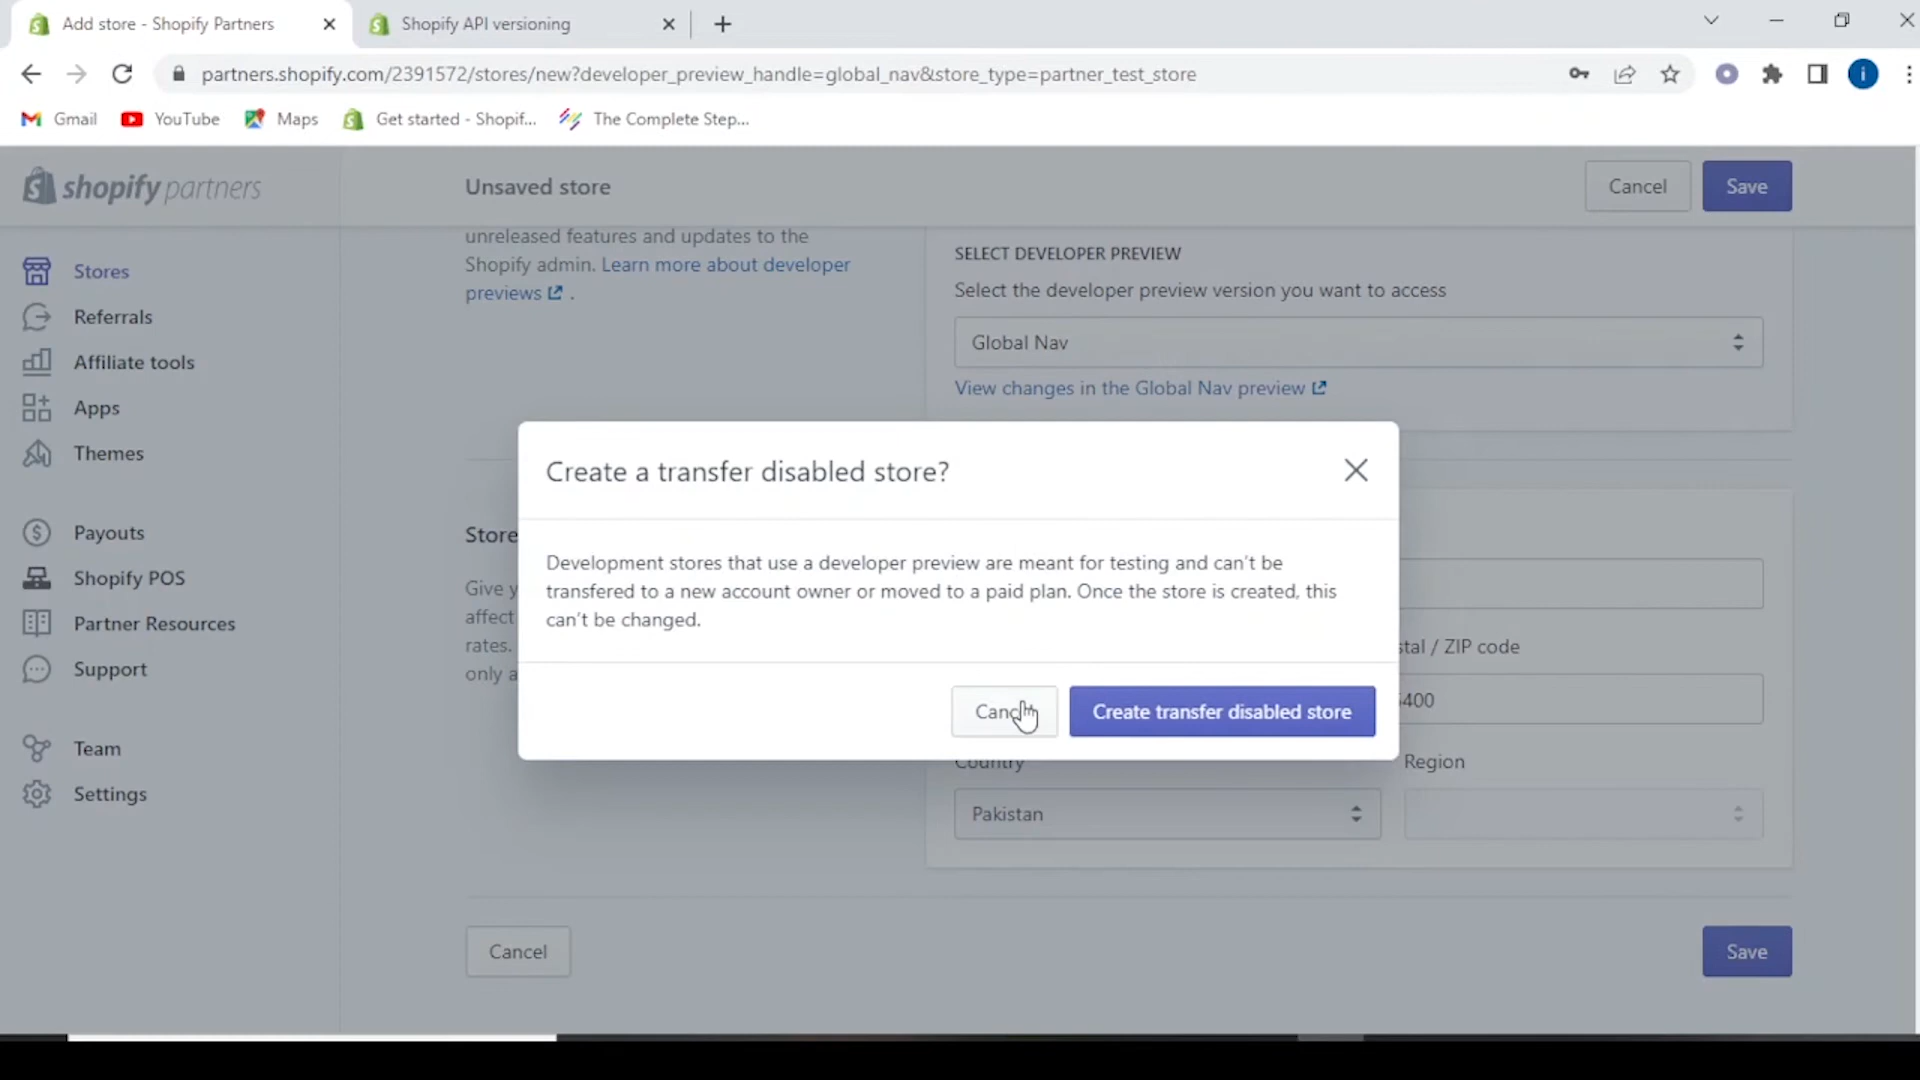 Add store - Shopify Partners
Shopify API versioning
partners.shopify.com/2391572/stores/new?developer_preview_handle=global_nav&store_type=partner_test_store
i
Gmail
YouTube
Maps
Get started - Shopif...
The Complete Step...
shopify partners
Unsaved store
Cancel
Save
Stores
Referrals
Affiliate tools
Apps
Themes
Payouts
Shopify POS
Partner Resources
Support
Team
Settings
unreleased features and updates to the
Shopify admin. Learn more about developer
previews .
SELECT DEVELOPER PREVIEW
Select the developer preview version you want to access
Global Nav
View changes in the Global Nav preview
Store
Give y
affect
rates.
only a
Create a transfer disabled store?
Development stores that use a developer preview are meant for testing and can't be
transfered to a new account owner or moved to a paid plan. Once the store is created, this
can't be changed.
Create transfer disabled store
stal / ZIP code
400
Country
Region
Pakistan
Cancel
Save